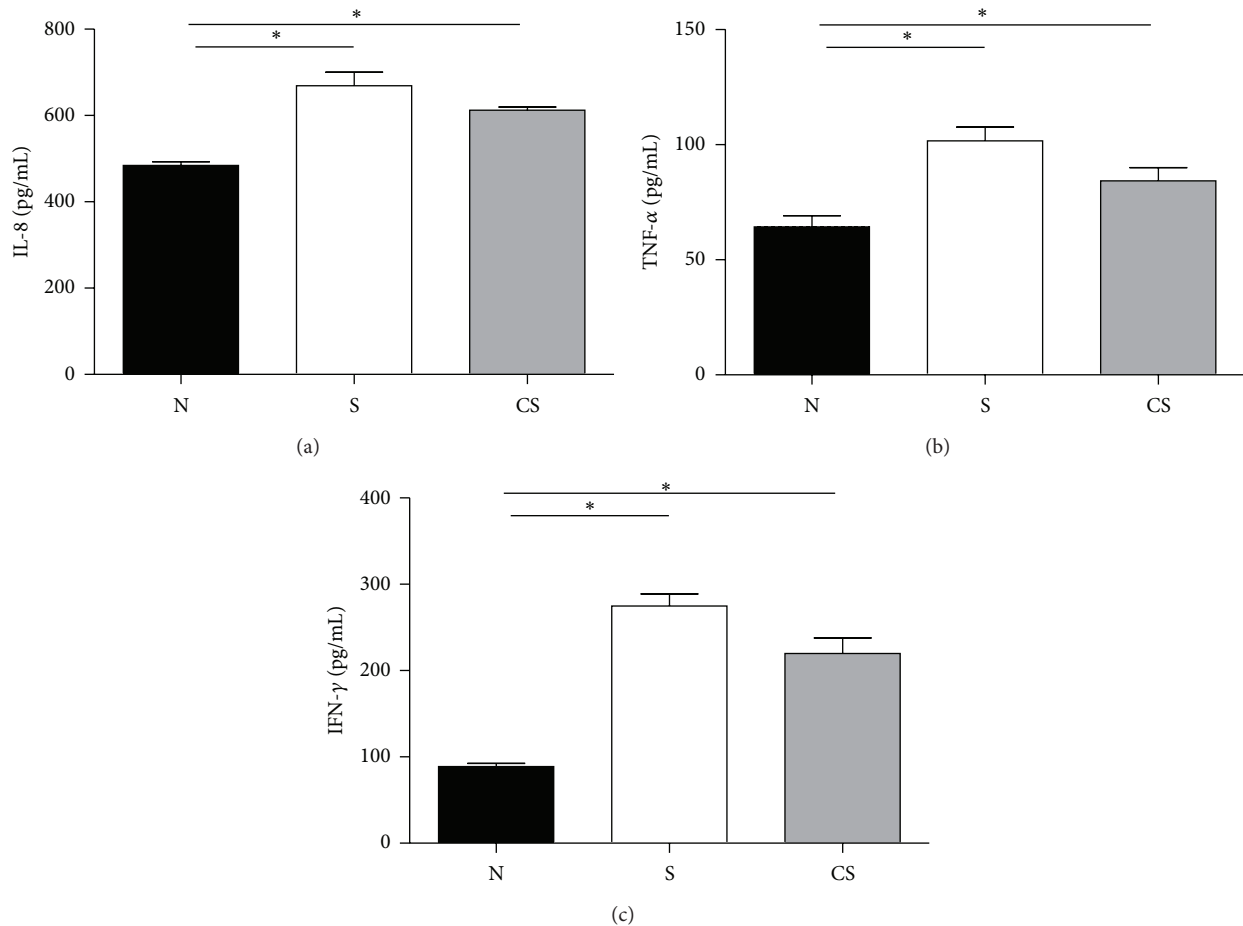 *
*
800
600
400
200
0
IL-8 (pg/mL)
N S CS
(a)
*
*
150
100
50
0
TNF-α (pg/mL)
N S CS
(b)
*
*
400
300
200
100
0
IFN-γ (pg/mL)
N S CS
(c)